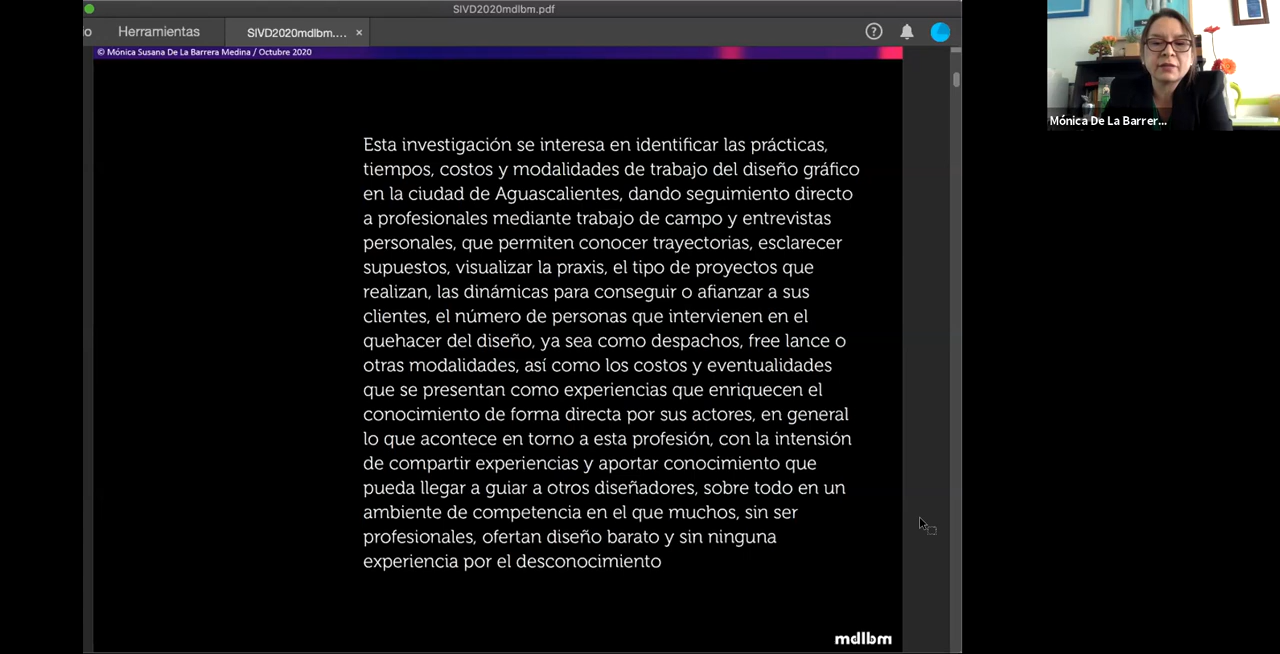 SIVD2020mdlbm.pdf
io
Herramientas
SIVD2020mdlbm.... ×
?
© Mónica Susana De La Barrera Medina / Octubre 2020
Esta investigación se interesa en identificar las prácticas,
tiempos, costos y modalidades de trabajo del diseño gráfico
en la ciudad de Aguascalientes, dando seguimiento directo
a profesionales mediante trabajo de campo y entrevistas
personales, que permiten conocer trayectorias, esclarecer
supuestos, visualizar la praxis, el tipo de proyectos que
realizan, las dinámicas para conseguir o afianzar a sus
clientes, el número de personas que intervienen en el
quehacer del diseño, ya sea como despachos, free lance o
otras modalidades, así como los costos y eventualidades
que se presentan como experiencias que enriquecen el
conocimiento de forma directa por sus actores, en general
lo que acontece en torno a esta profesión, con la intensión
de compartir experiencias y aportar conocimiento que
pueda llegar a guiar a otros diseñadores, sobre todo en un
ambiente de competencia en el que muchos, sin ser
profesionales, ofertan diseño barato y sin ninguna
experiencia por el desconocimiento
mdlbm
Mónica De La Barrer...